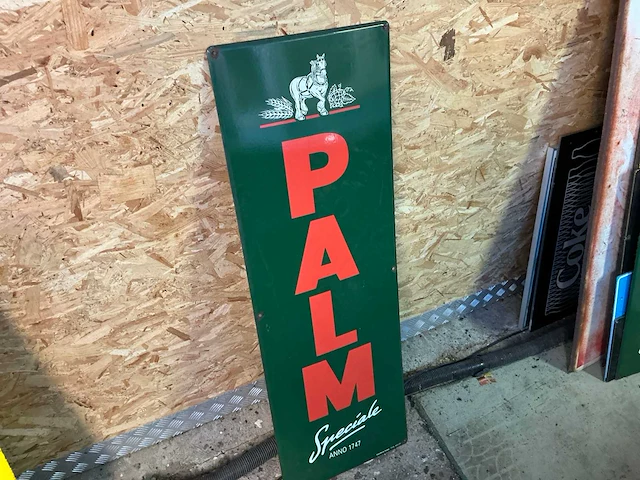 PALM
Speciale
ANNO 1747
Coke